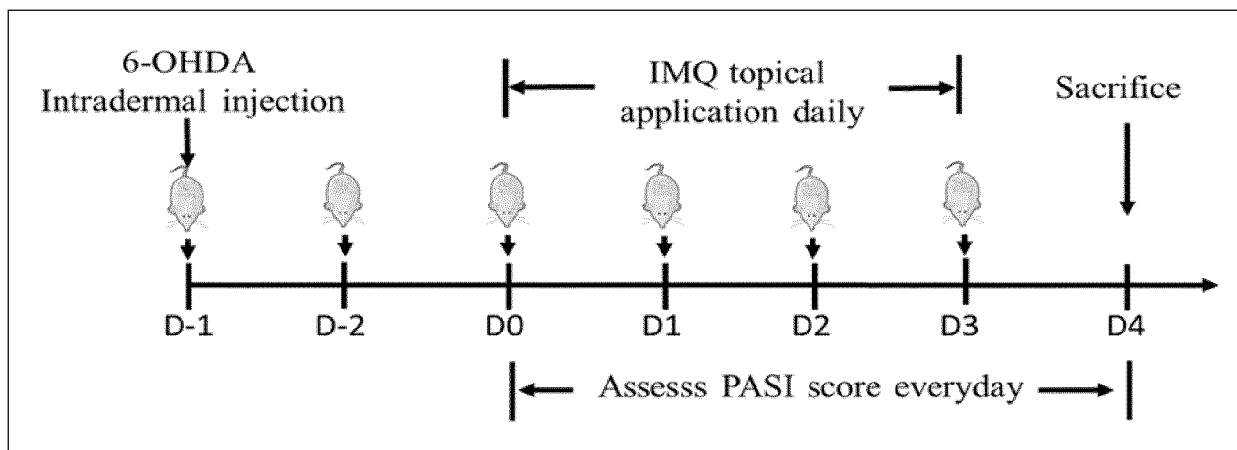 6-OHDA
Intradermal injection
IMQ topical
application daily
Sacrifice
D-1
D-2
D0
D1
D2
D3
D4
Assesss PASI score everyday